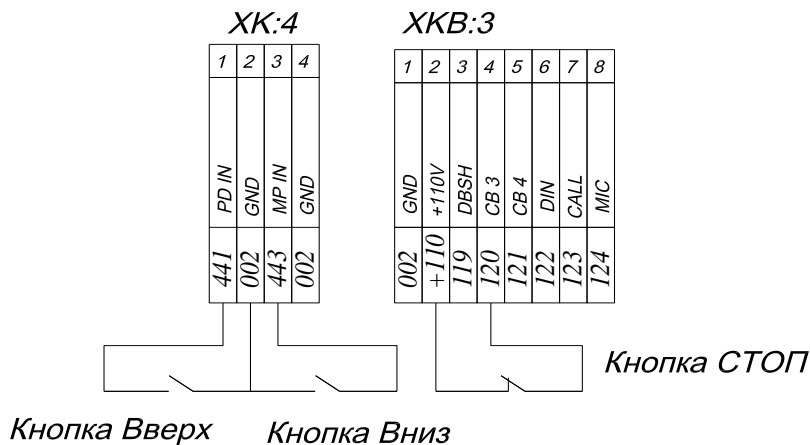 XK:4
XKB:3
1 2 3 4
1 2 3 4 5 6 7 8
PD IN
GND
MP IN
GND
GND
+110V
DBSH
CB 3
CB 4
DIN
CALL
MIC
441
002
443
002
002
+110
119
120
121
122
123
124
Кнопка СТОП
Кнопка Вверх
Кнопка Вниз